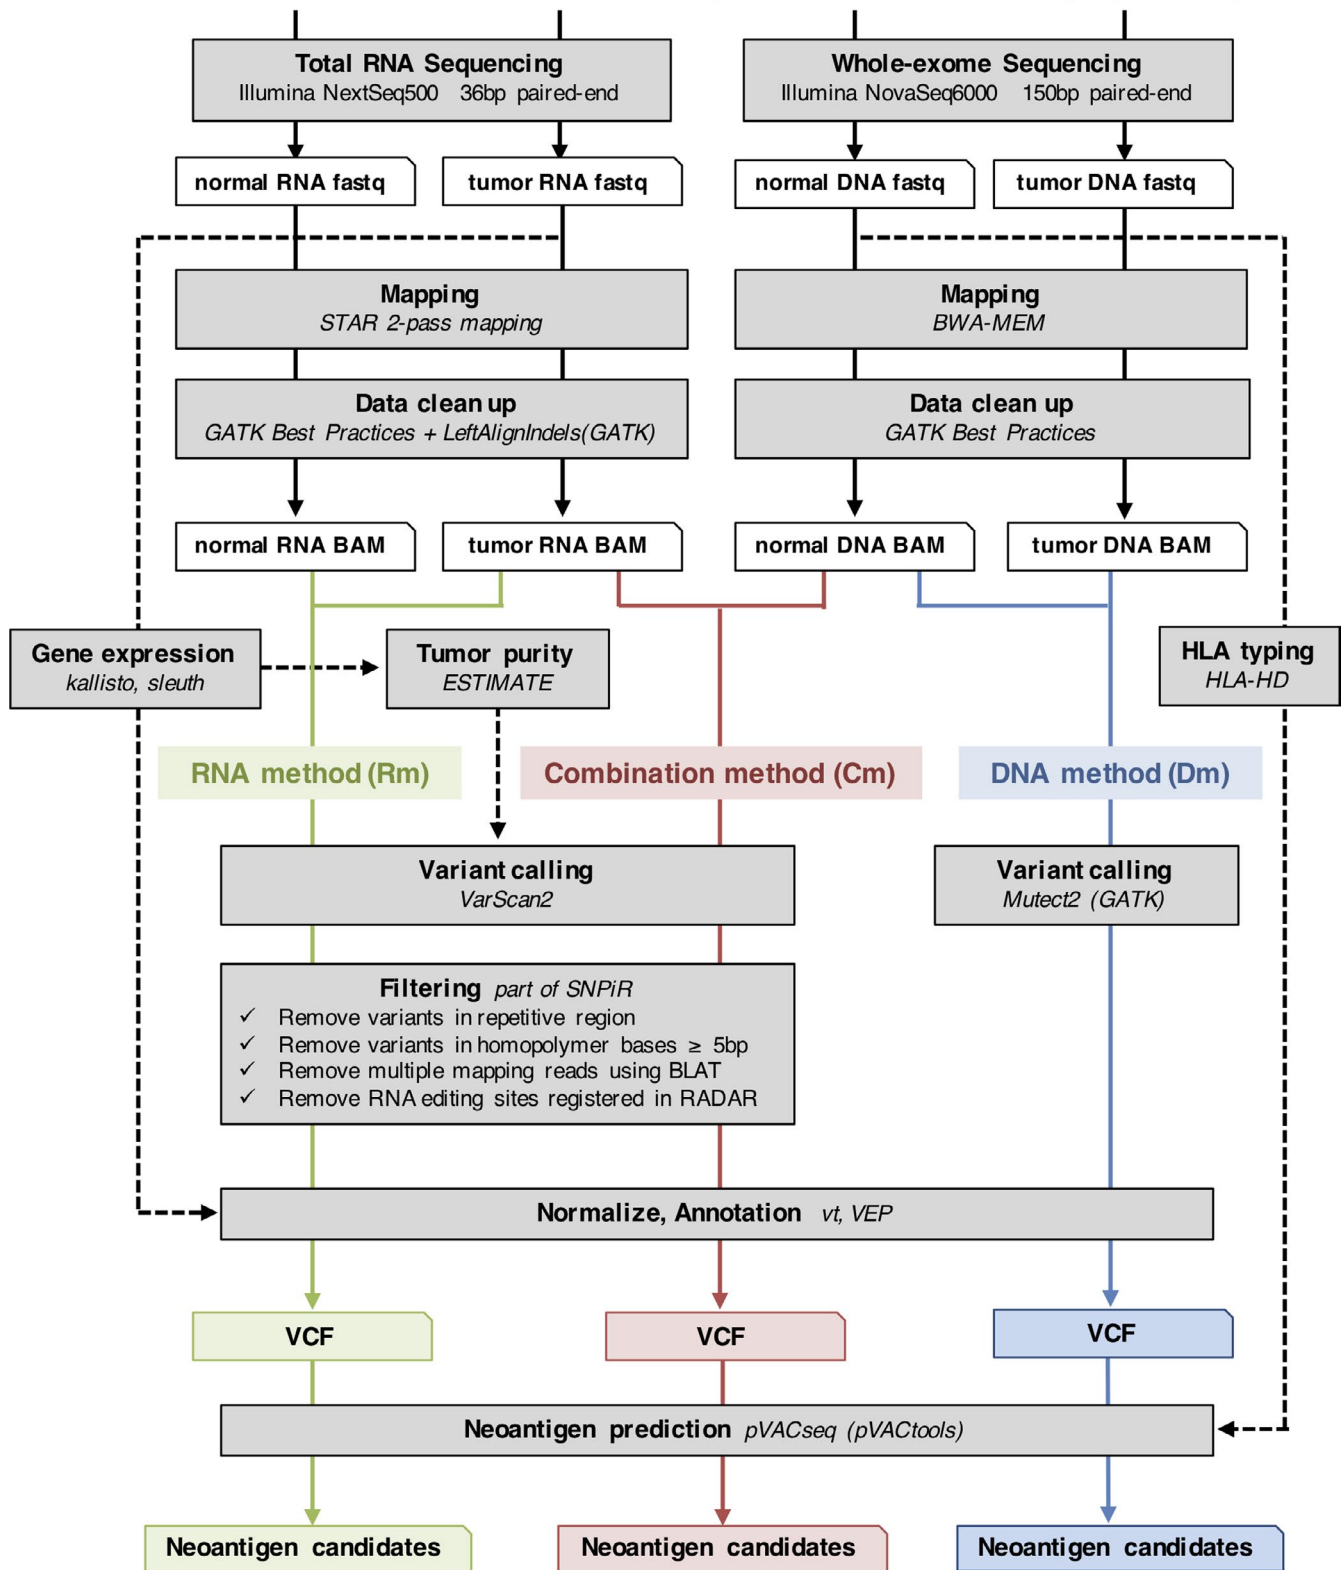 Total RNA Sequencing
Illumina NextSeq500 36bp paired-end
Whole-exome Sequencing
Illumina NovaSeq6000 150bp paired-end
normal RNA fastq
tumor RNA fastq
normal DNA fastq
tumor DNA fastq
Mapping
STAR 2-pass mapping
Mapping
BWA-MEM
Data clean up
GATK Best Practices + LeftAlignIndels(GATK)
Data clean up
GATK Best Practices
normal RNA BAM
tumor RNA BAM
normal DNA BAM
tumor DNA BAM
Gene expression
kallisto, sleuth
Tumor purity
ESTIMATE
HLA typing
HLA-HD
RNA method (Rm)
Combination method (Cm)
DNA method (Dm)
Variant calling
VarScan2
Variant calling
Mutect2 (GATK)
Filtering part of SNPiR
✓ Remove variants in repetitive region
✓ Remove variants in homopolymer bases ≥ 5bp
✓ Remove multiple mapping reads using BLAT
✓ Remove RNA editing sites registered in RADAR
Normalize, Annotation vt, VEP
VCF
VCF
VCF
Neoantigen prediction pVACseq (pVACtools)
Neoantigen candidates
Neoantigen candidates
Neoantigen candidates